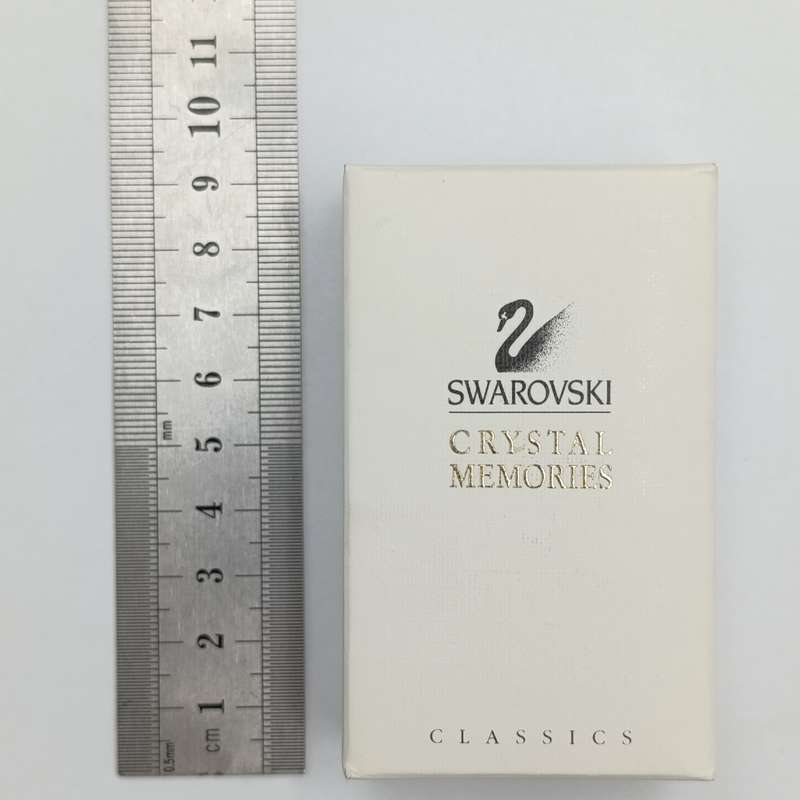 11
10
9
8
7
6
mm
5
4
3
2
1
cm
0.5mm
SWAROVSKI
CRYSTAL
MEMORIES
CLASSICS